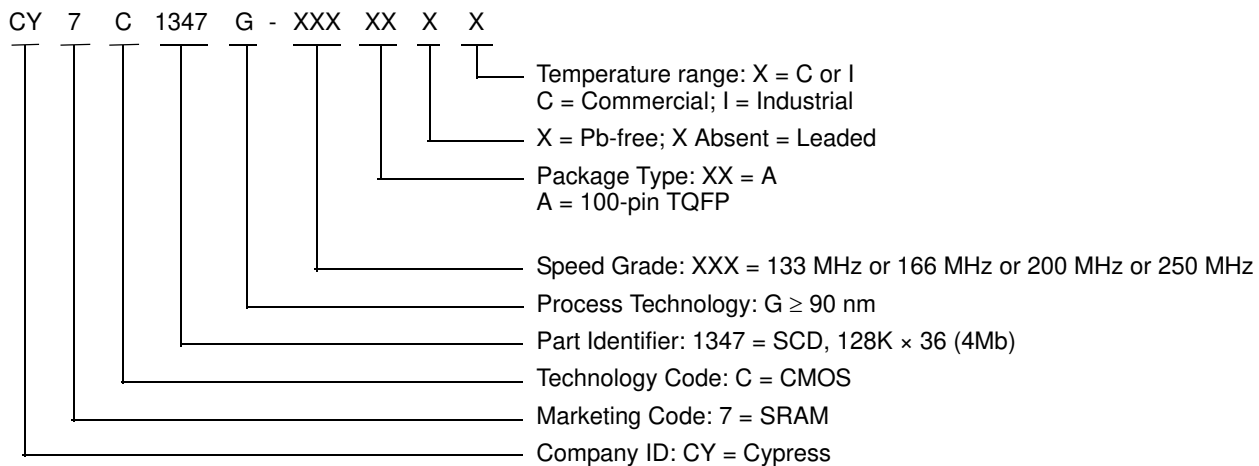 CY 7 C 1347 G - XXX XX X X
Temperature range: X = C or I
C = Commercial; I = Industrial
X = Pb-free; X Absent = Leaded
Package Type: XX = A
A = 100-pin TQFP
Speed Grade: XXX = 133 MHz or 166 MHz or 200 MHz or 250 MHz
Process Technology: G ≥ 90 nm
Part Identifier: 1347 = SCD, 128K × 36 (4Mb)
Technology Code: C = CMOS
Marketing Code: 7 = SRAM
Company ID: CY = Cypress